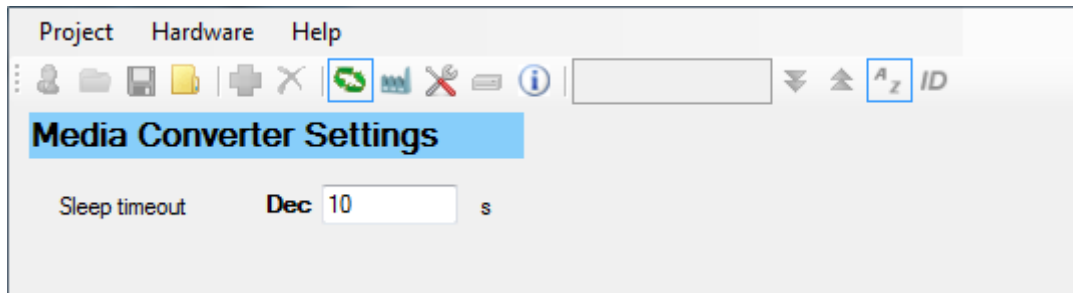 Project Hardware Help
A Z ID
Media Converter Settings
Sleep timeout Dec 10 s